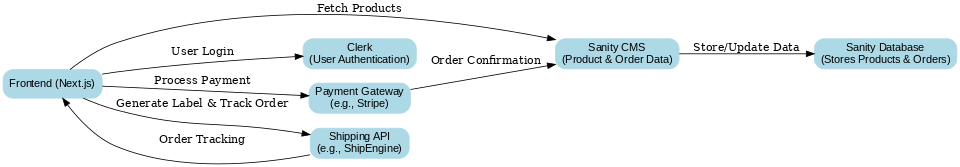 Fetch Products
User Login
Clerk
(User Authentication)
Sanity CMS
(Product & Order Data)
Store/Update Data
Sanity Database
(Stores Products & Orders)
Order Confirmation
Frontend (Next.js)
Process Payment
Payment Gateway
(e.g., Stripe)
Generate Label & Track Order
Order Tracking
Shipping API
(e.g., ShipEngine)